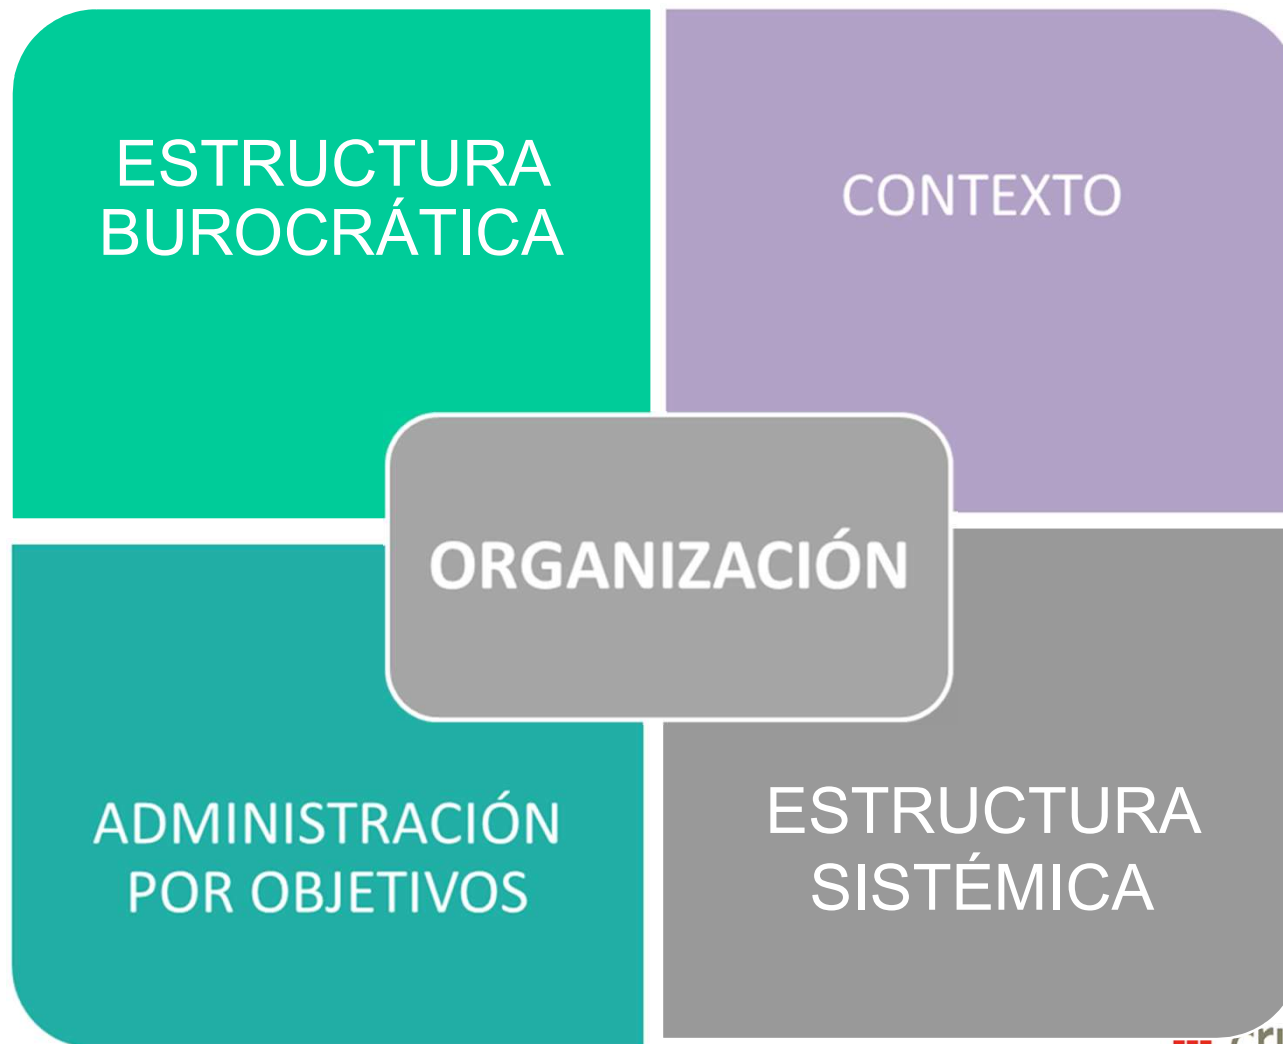 ESTRUCTURA
BUROCRÁTICA
CONTEXTO
ORGANIZACIÓN
ADMINISTRACIÓN
POR OBJETIVOS
ESTRUCTURA
SISTÉMICA